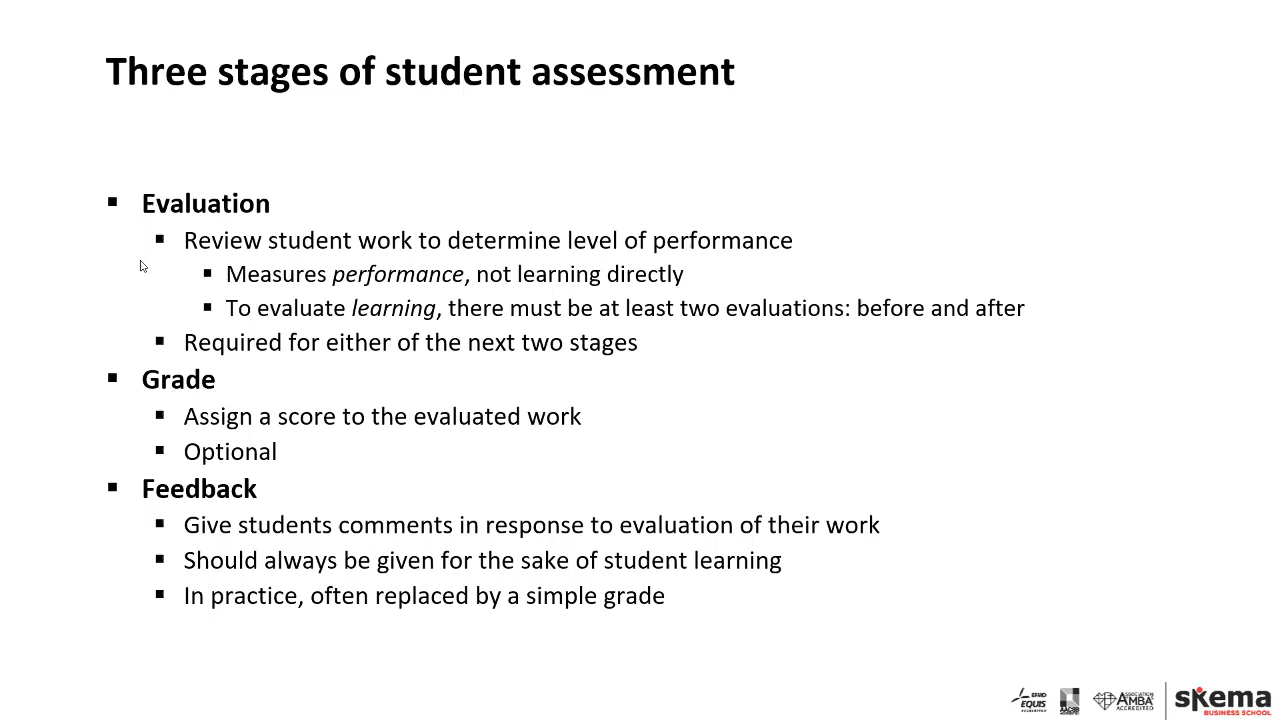 Three stages of student assessment
▪ Evaluation
▪ Review student work to determine level of performance
▪ Measures performance, not learning directly
▪ To evaluate learning, there must be at least two evaluations: before and after
▪ Required for either of the next two stages
▪ Grade
▪ Assign a score to the evaluated work
▪ Optional
▪ Feedback
▪ Give students comments in response to evaluation of their work
▪ Should always be given for the sake of student learning
▪ In practice, often replaced by a simple grade
EFMD
EQUIS
AACSB
ASSOCIATION
AMBA
ACCREDITED
skema
BUSINESS SCHOOL